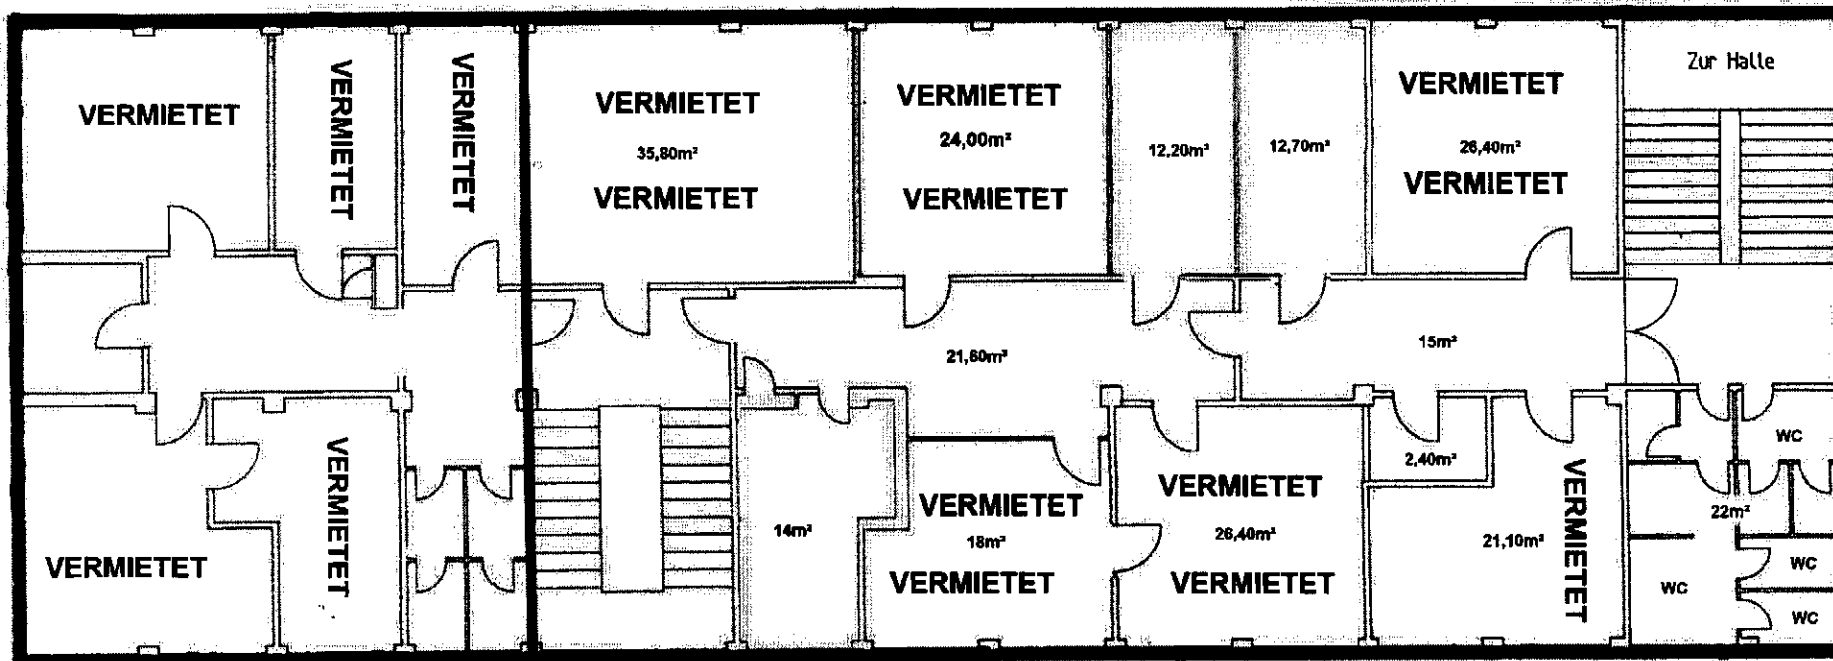 VERMIETET
VERMIETET
VERMIETET
VERMIETET
35,80m²
VERMIETET
VERMIETET
24,00m²
VERMIETET
12,20m²
12,70m²
VERMIETET
26,40m²
VERMIETET
Zur Halle
21,60m²
15m²
VERMIETET
VERMIETET
14m²
VERMIETET
18m²
VERMIETET
VERMIETET
26,40m²
VERMIETET
2,40m²
21,10m²
VERMIETET
WC
22m²
WC
WC
WC